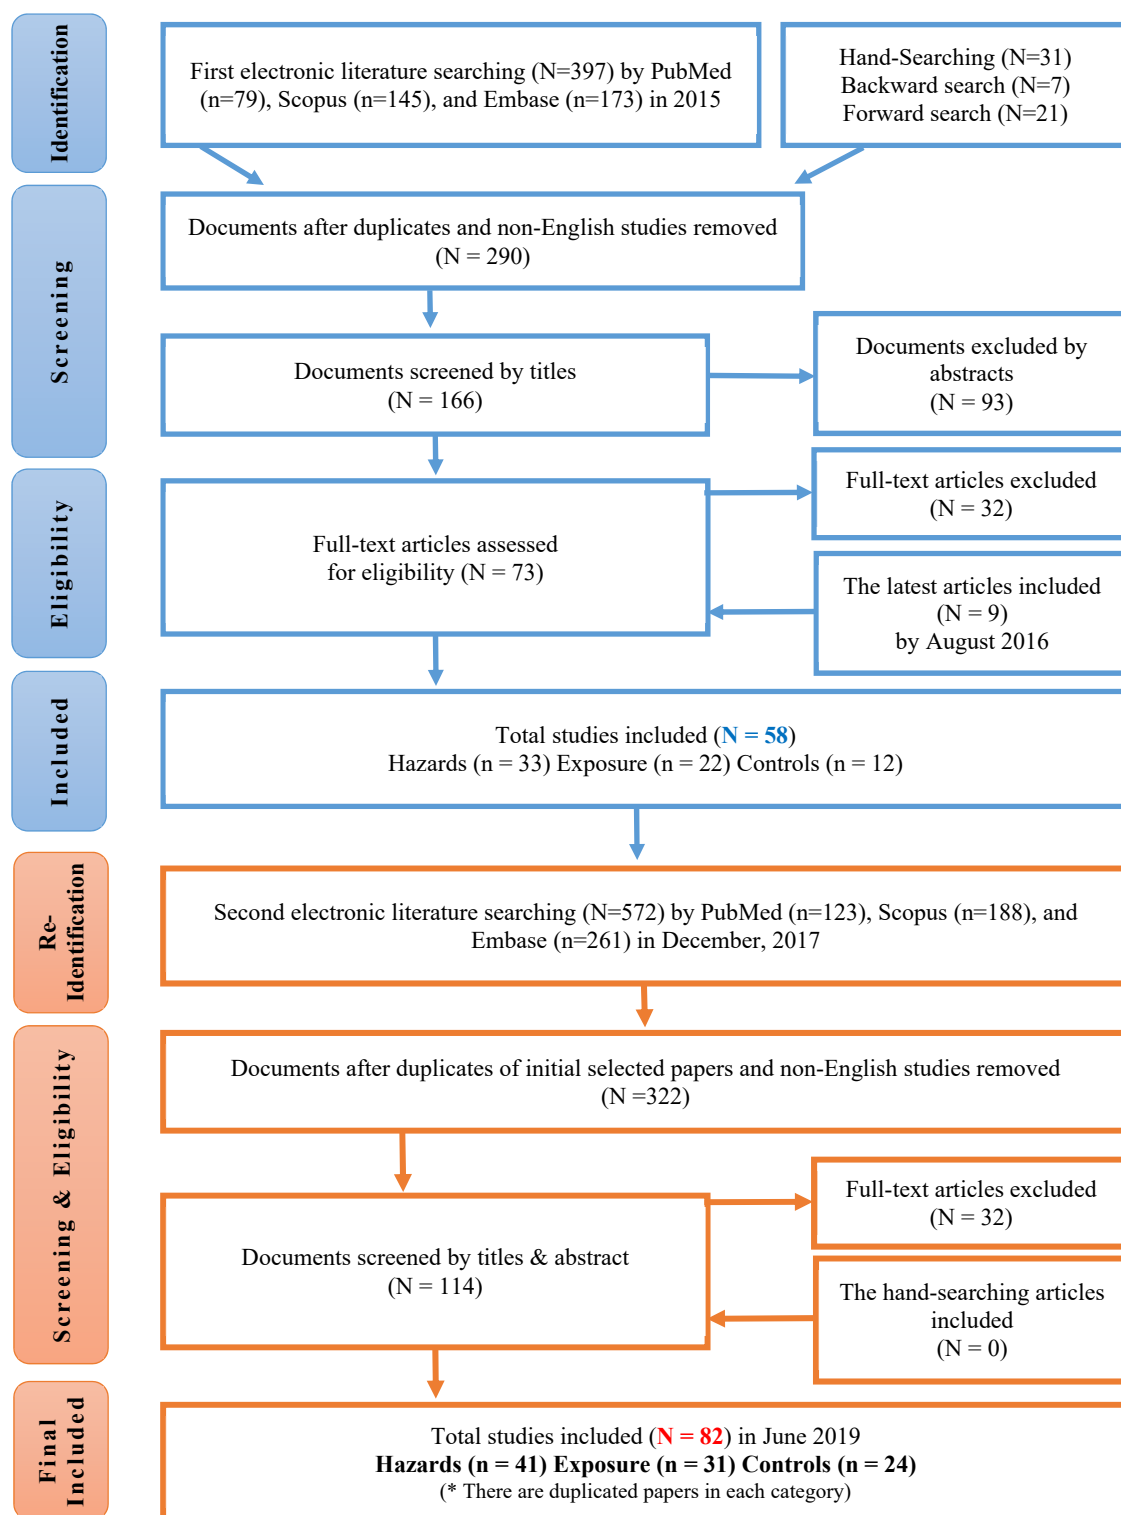 Identification
First electronic literature searching (N=397) by PubMed
(n=79), Scopus (n=145), and Embase (n=173) in 2015
Hand-Searching (N=31)
Backward search (N=7)
Forward search (N=21)
Screening
Documents after duplicates and non-English studies removed
(N = 290)
Documents screened by titles
(N = 166)
Documents excluded by
abstracts
(N = 93)
Eligibility
Full-text articles assessed
for eligibility (N = 73)
Full-text articles excluded
(N = 32)
The latest articles included
(N = 9)
by August 2016
Included
Total studies included (N = 58)
Hazards (n = 33) Exposure (n = 22) Controls (n = 12)
Re-
Identification
Second electronic literature searching (N=572) by PubMed (n=123), Scopus (n=188), and
Embase (n=261) in December, 2017
Screening & Eligibility
Documents after duplicates of initial selected papers and non-English studies removed
(N =322)
Documents screened by titles & abstract
(N = 114)
Full-text articles excluded
(N = 32)
The hand-searching articles
included
(N = 0)
Final
Included
Total studies included (N = 82) in June 2019
Hazards (n = 41) Exposure (n = 31) Controls (n = 24)
(* There are duplicated papers in each category)